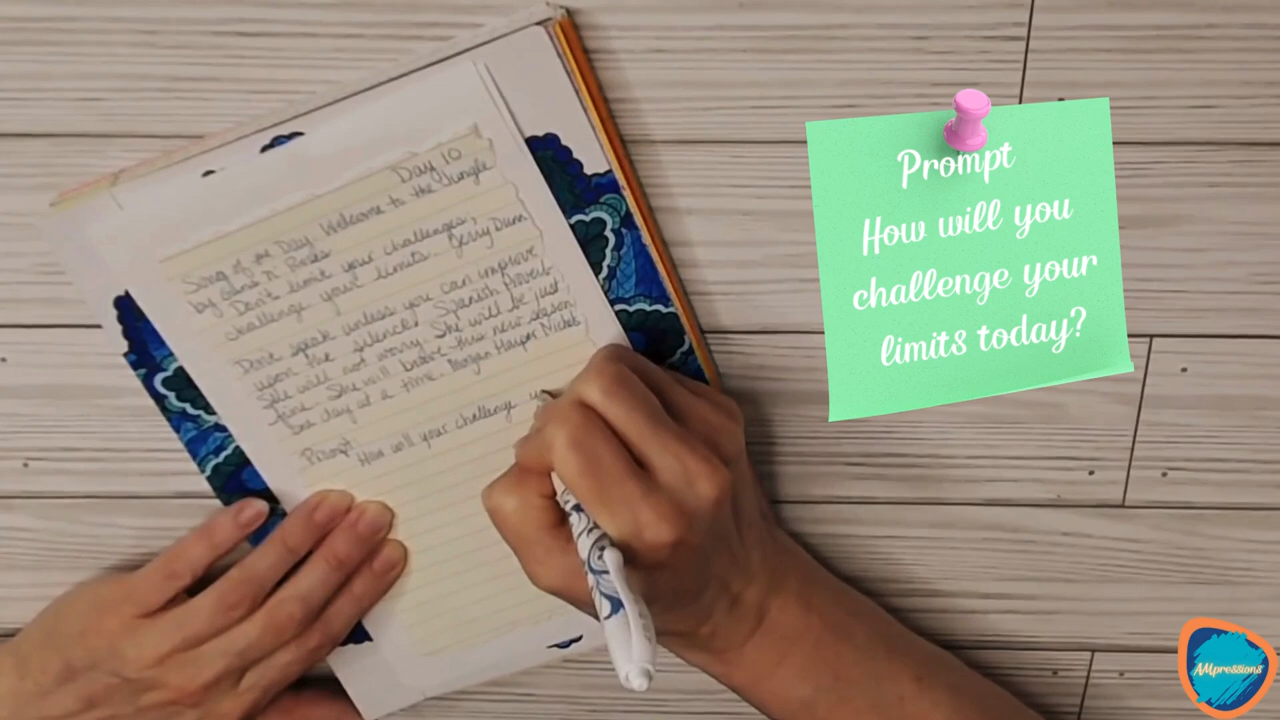 Day 10
Song of the Day Welcome to the Jungle
by Guns N Roses
Don't limit your challenges,
challenge your limits. Jerry Dunn
Don't speak unless you can improve
upon the silence. Spanish Proverb
She will not worry. She will be just
fine. She will brave this new season
one day at a time. Morgan Harper Nichols
Prompt
How will your challenge yo
Prompt
How will you
challenge your
limits today?
AMpressions